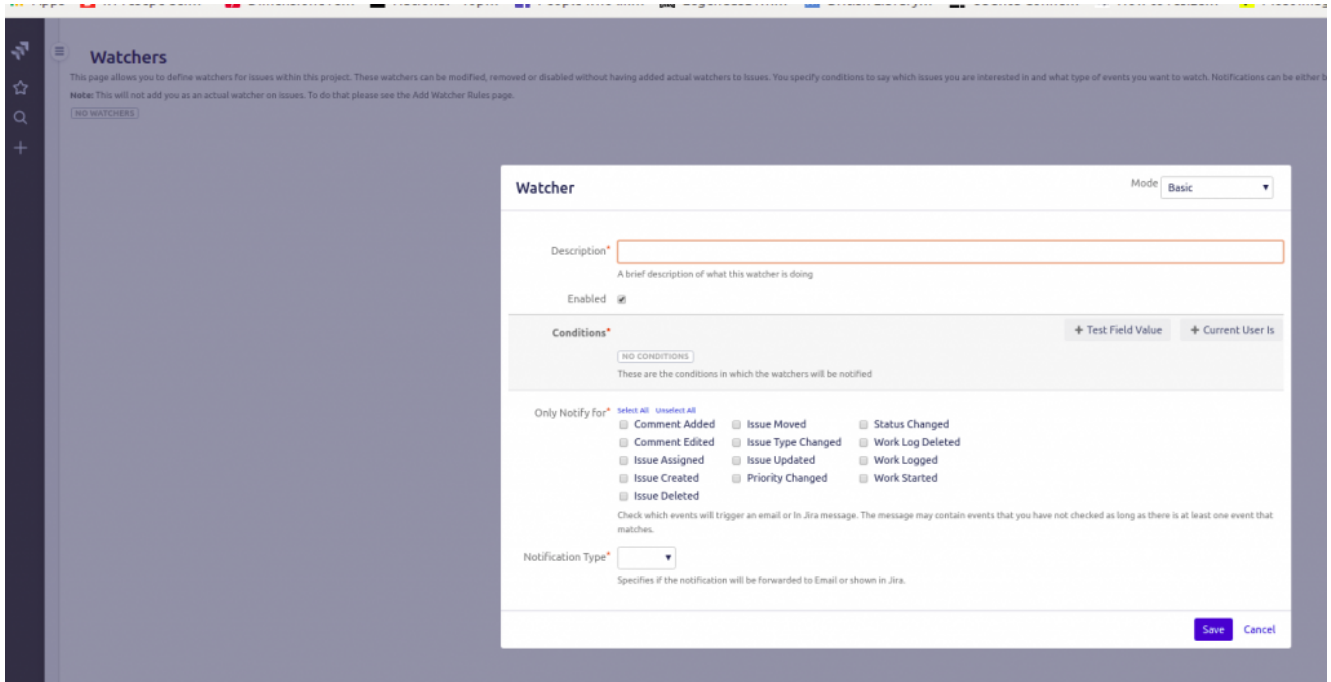 Apps
Watchers
This page allows you to define watchers for issues within this project. These watchers can be modified, removed or disabled without having added actual watchers to Issues. You specify conditions to say which issues you are interested in and what type of events you want to watch. Notifications can be either
Note: This will not add you as an actual watcher on issues. To do that please see the Add Watcher Rules page.
NO WATCHERS
Watcher
Mode Basic
Description*
A brief description of what this watcher is doing
Enabled
Conditions* + Test Field Value + Current User Is
NO CONDITIONS
These are the conditions in which the watchers will be notified
Only Notify for* Select All Unselect All
Comment Added Issue Moved Status Changed
Comment Edited Issue Type Changed Work Log Deleted
Issue Assigned Issue Updated Work Logged
Issue Created Priority Changed Work Started
Issue Deleted
Check which events will trigger an email or In Jira message. The message may contain events that you have not checked as long as there is at least one event that
matches.
Notification Type*
Specifies if the notification will be forwarded to Email or shown in Jira.
Save Cancel